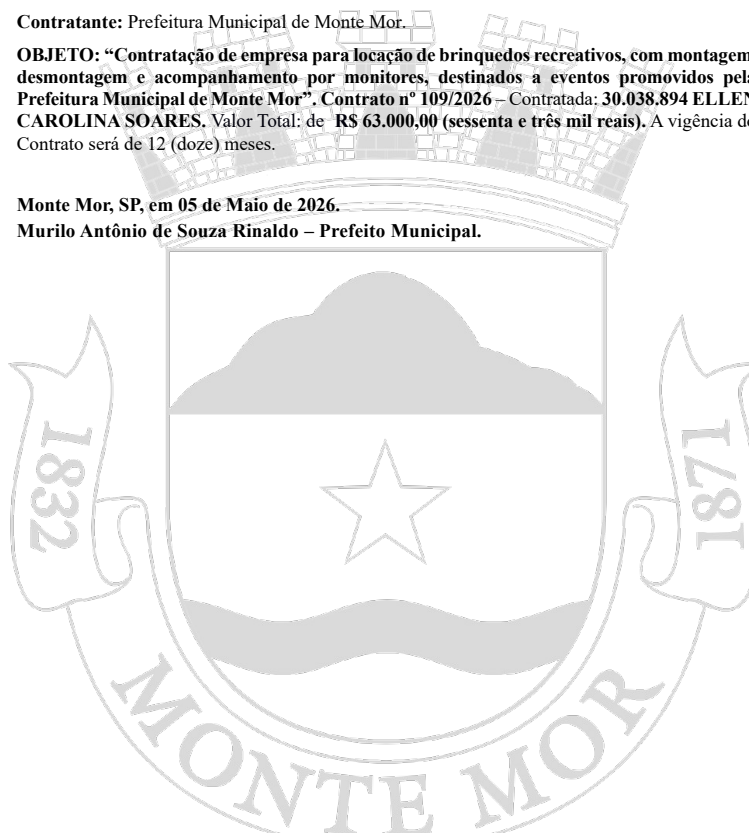 Contratante: Prefeitura Municipal de Monte Mor.
OBJETO: “Contratação de empresa para locação de brinquedos recreativos, com montagem
desmontagem e acompanhamento por monitores, destinados a eventos promovidos pela
Prefeitura Municipal de Monte Mor”. Contrato nº 109/2026 – Contratada: 30.038.894 ELLEN
CAROLINA SOARES. Valor Total: de R$ 63.000,00 (sessenta e três mil reais). A vigência do
Contrato será de 12 (doze) meses.
Monte Mor, SP, em 05 de Maio de 2026.
Murilo Antônio de Souza Rinaldo – Prefeito Municipal.
1832
1871
MONTE MOR